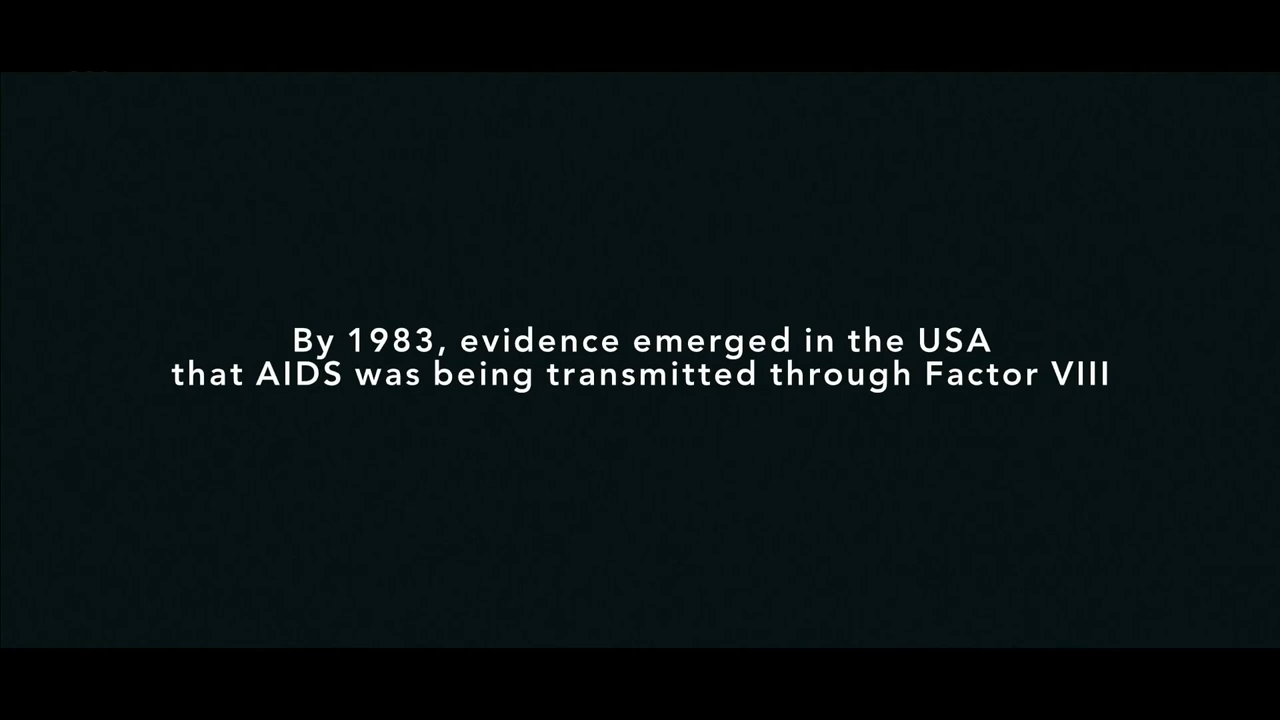 By 1983, evidence emerged in the USA
that AIDS was being transmitted through Factor VIII